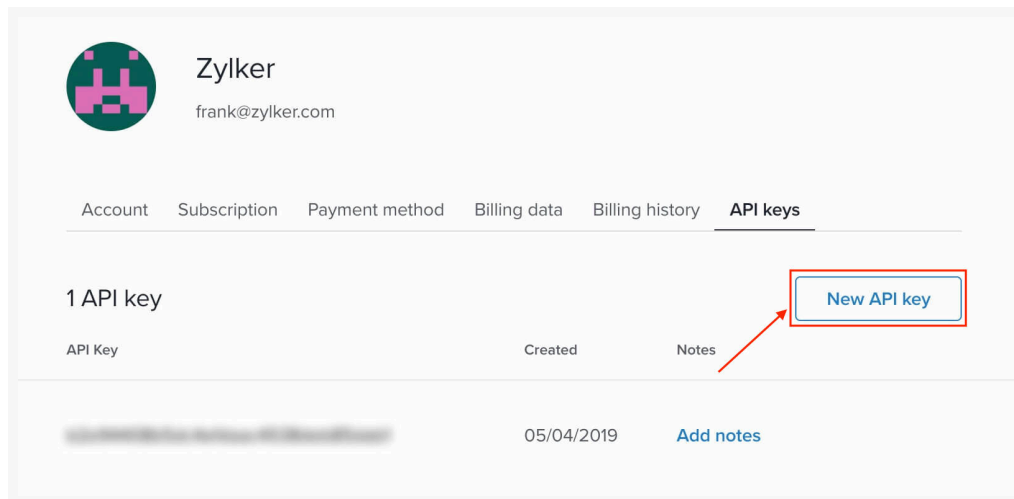 Zylker
frank@zylker.com
Account Subscription Payment method Billing data Billing history API keys
1 API key
New API key
API Key Created Notes
05/04/2019 Add notes